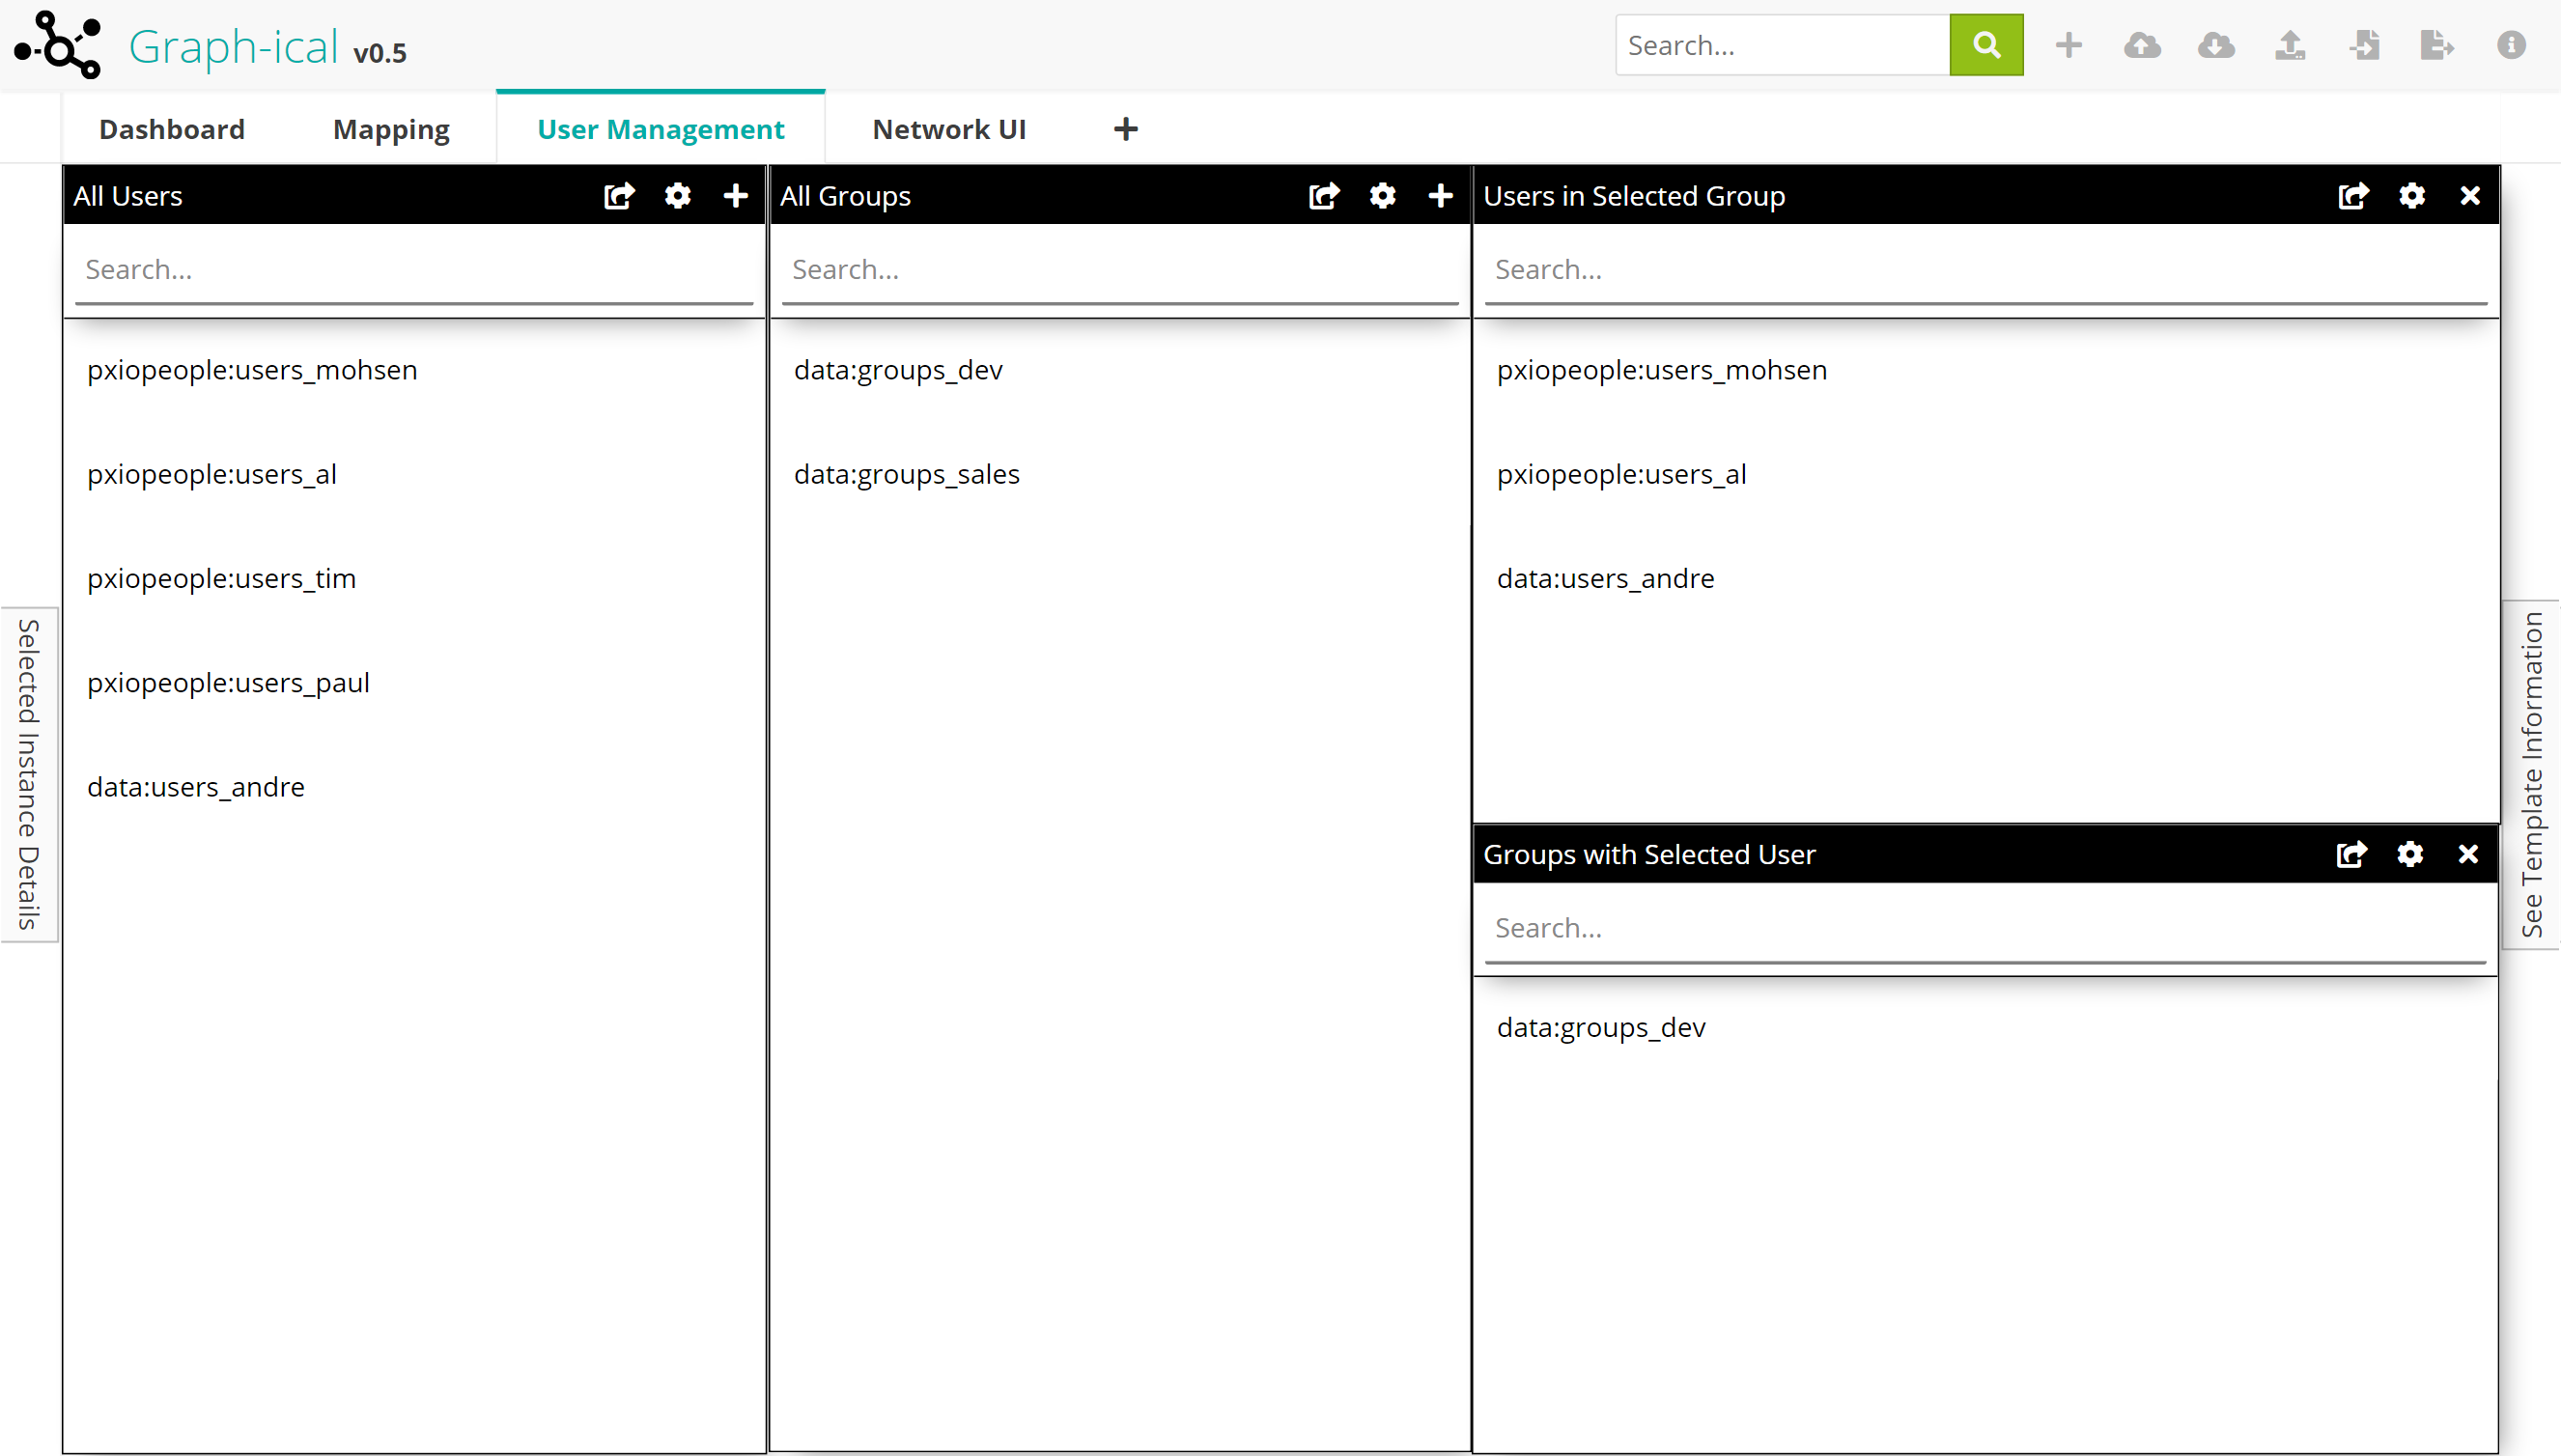 Graph-ical v0.5
Search...
Dashboard
Mapping
User Management
Network UI
All Users
Search...
pxiopeople:users_mohsen
pxiopeople:users_al
pxiopeople:users_tim
pxiopeople:users_paul
data:users_andre
All Groups
Search...
data:groups_dev
data:groups_sales
Users in Selected Group
Search...
pxiopeople:users_mohsen
pxiopeople:users_al
data:users_andre
Groups with Selected User
Search...
data:groups_dev
Selected Instance Details
See Template Information